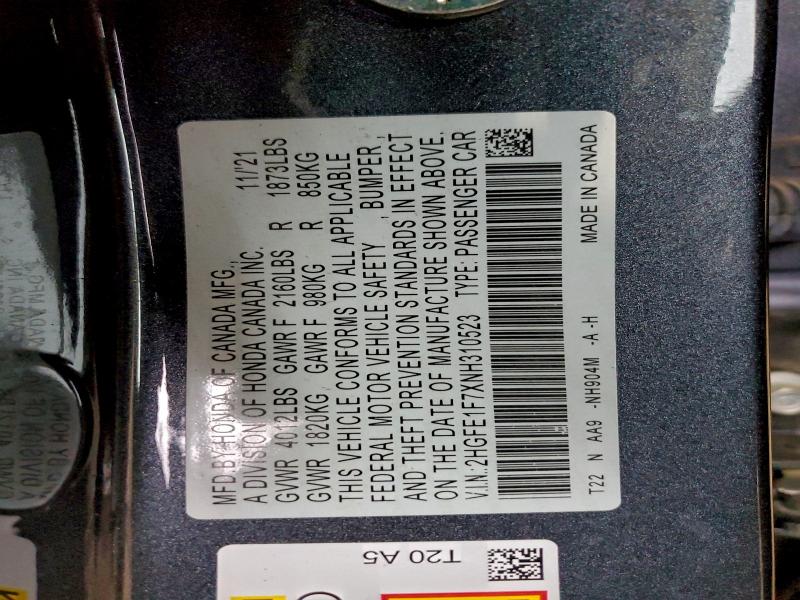 MFD.BY HONDA OF CANADA MFG.,
A DIVISION OF HONDA CANADA INC. 11/21
GVWR 4012LBS GAWR F 2160LBS R 1873LBS
GVWR 1820KG GAWR F 980KG R 850KG
THIS VEHICLE CONFORMS TO ALL APPLICABLE
FEDERAL MOTOR VEHICLE SAFETY , BUMPER ,
AND THEFT PREVENTION STANDARDS IN EFFECT
ON THE DATE OF MANUFACTURE SHOWN ABOVE.
V.I.N.:2HGFE1F7XNH310523 TYPE: PASSENGER CAR
T22 N AA9 -NH904M -A -H MADE IN CANADA
T20 A5